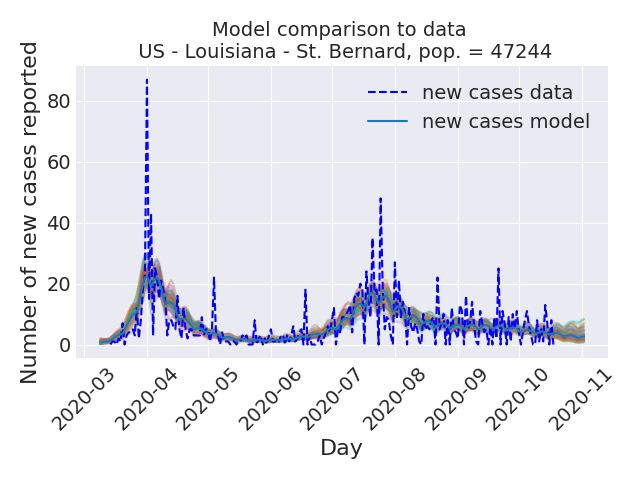 Model comparison to data
US - Louisiana - St. Bernard, pop. = 47244
Number of new cases reported
80
60
40
20
0
new cases data
new cases model
2020-03
2020-04
2020-05
2020-06
2020-07
2020-08
2020-09
2020-10
2020-11
Day